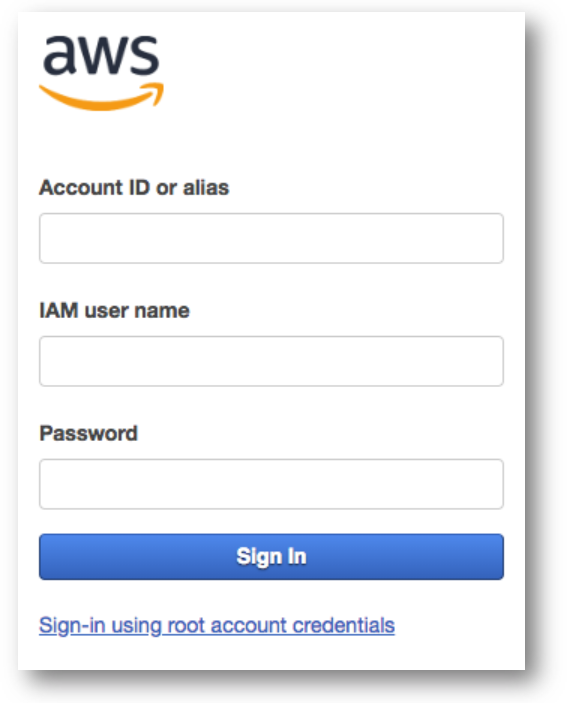 aws
Account ID or alias
IAM user name
Password
Sign In
Sign-in using root account credentials